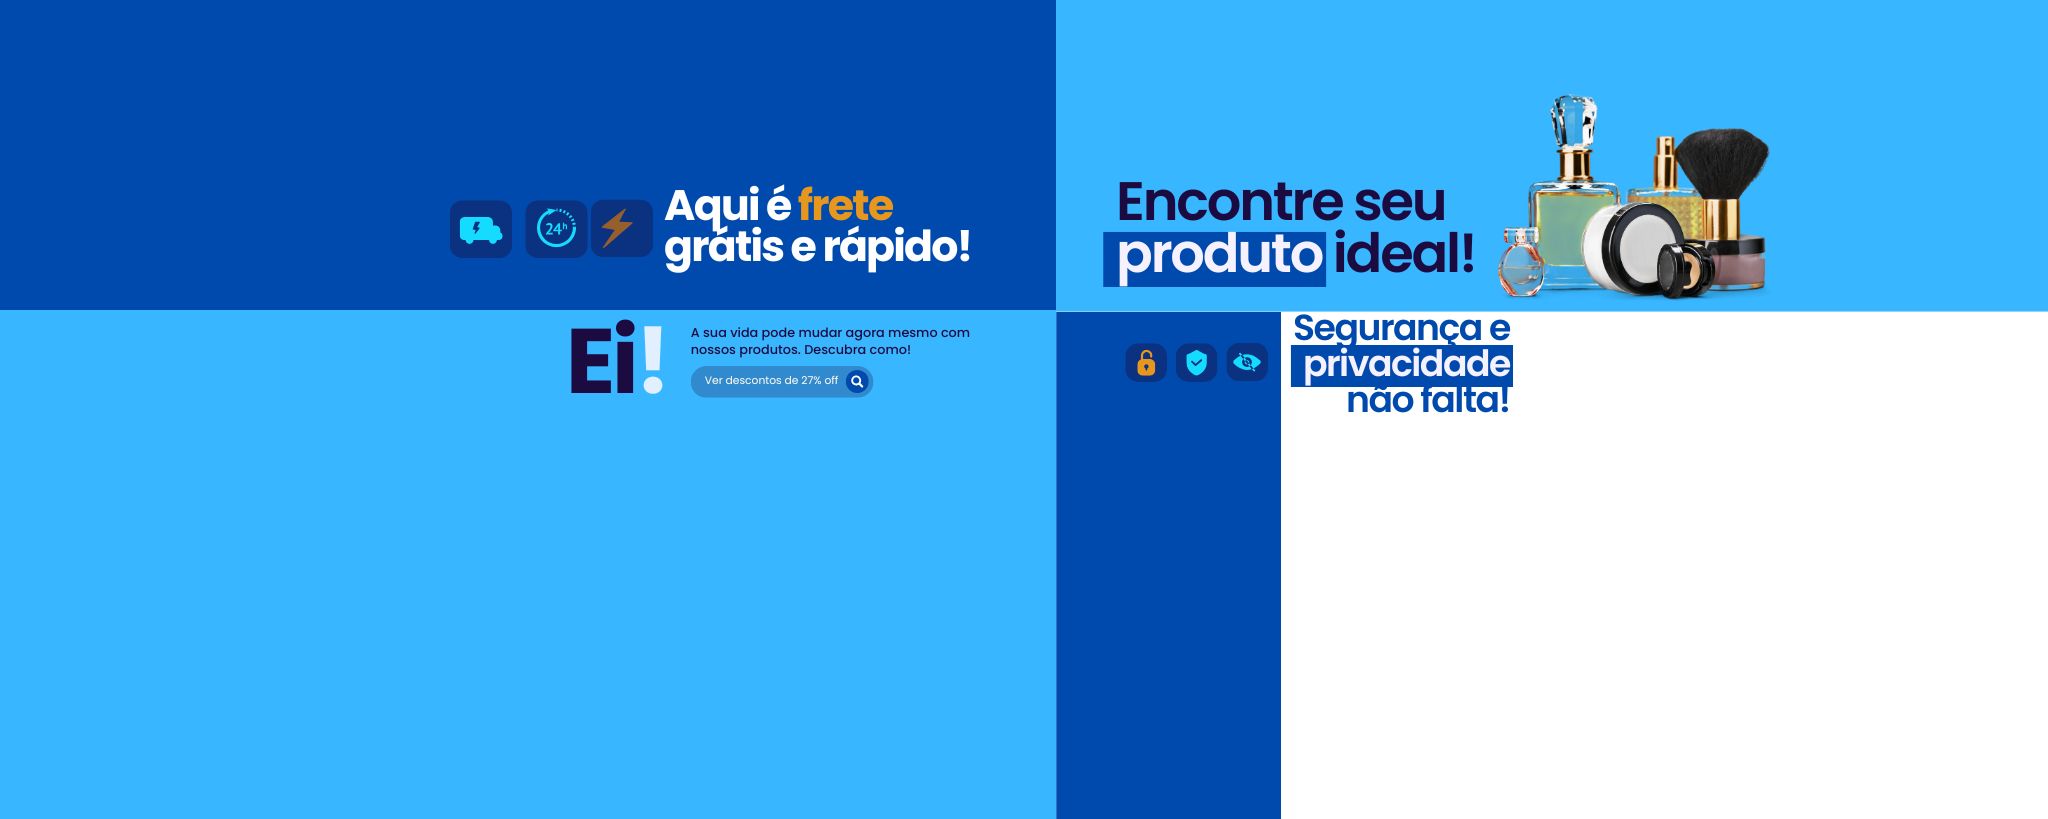 Aqui é frete
grátis e rápido!
24h
Encontre seu
produto ideal!
Ei!
A sua vida pode mudar agora mesmo com
nossos produtos. Descubra como!
Ver descontos de 27% off
Segurança e
privacidade
não falta!